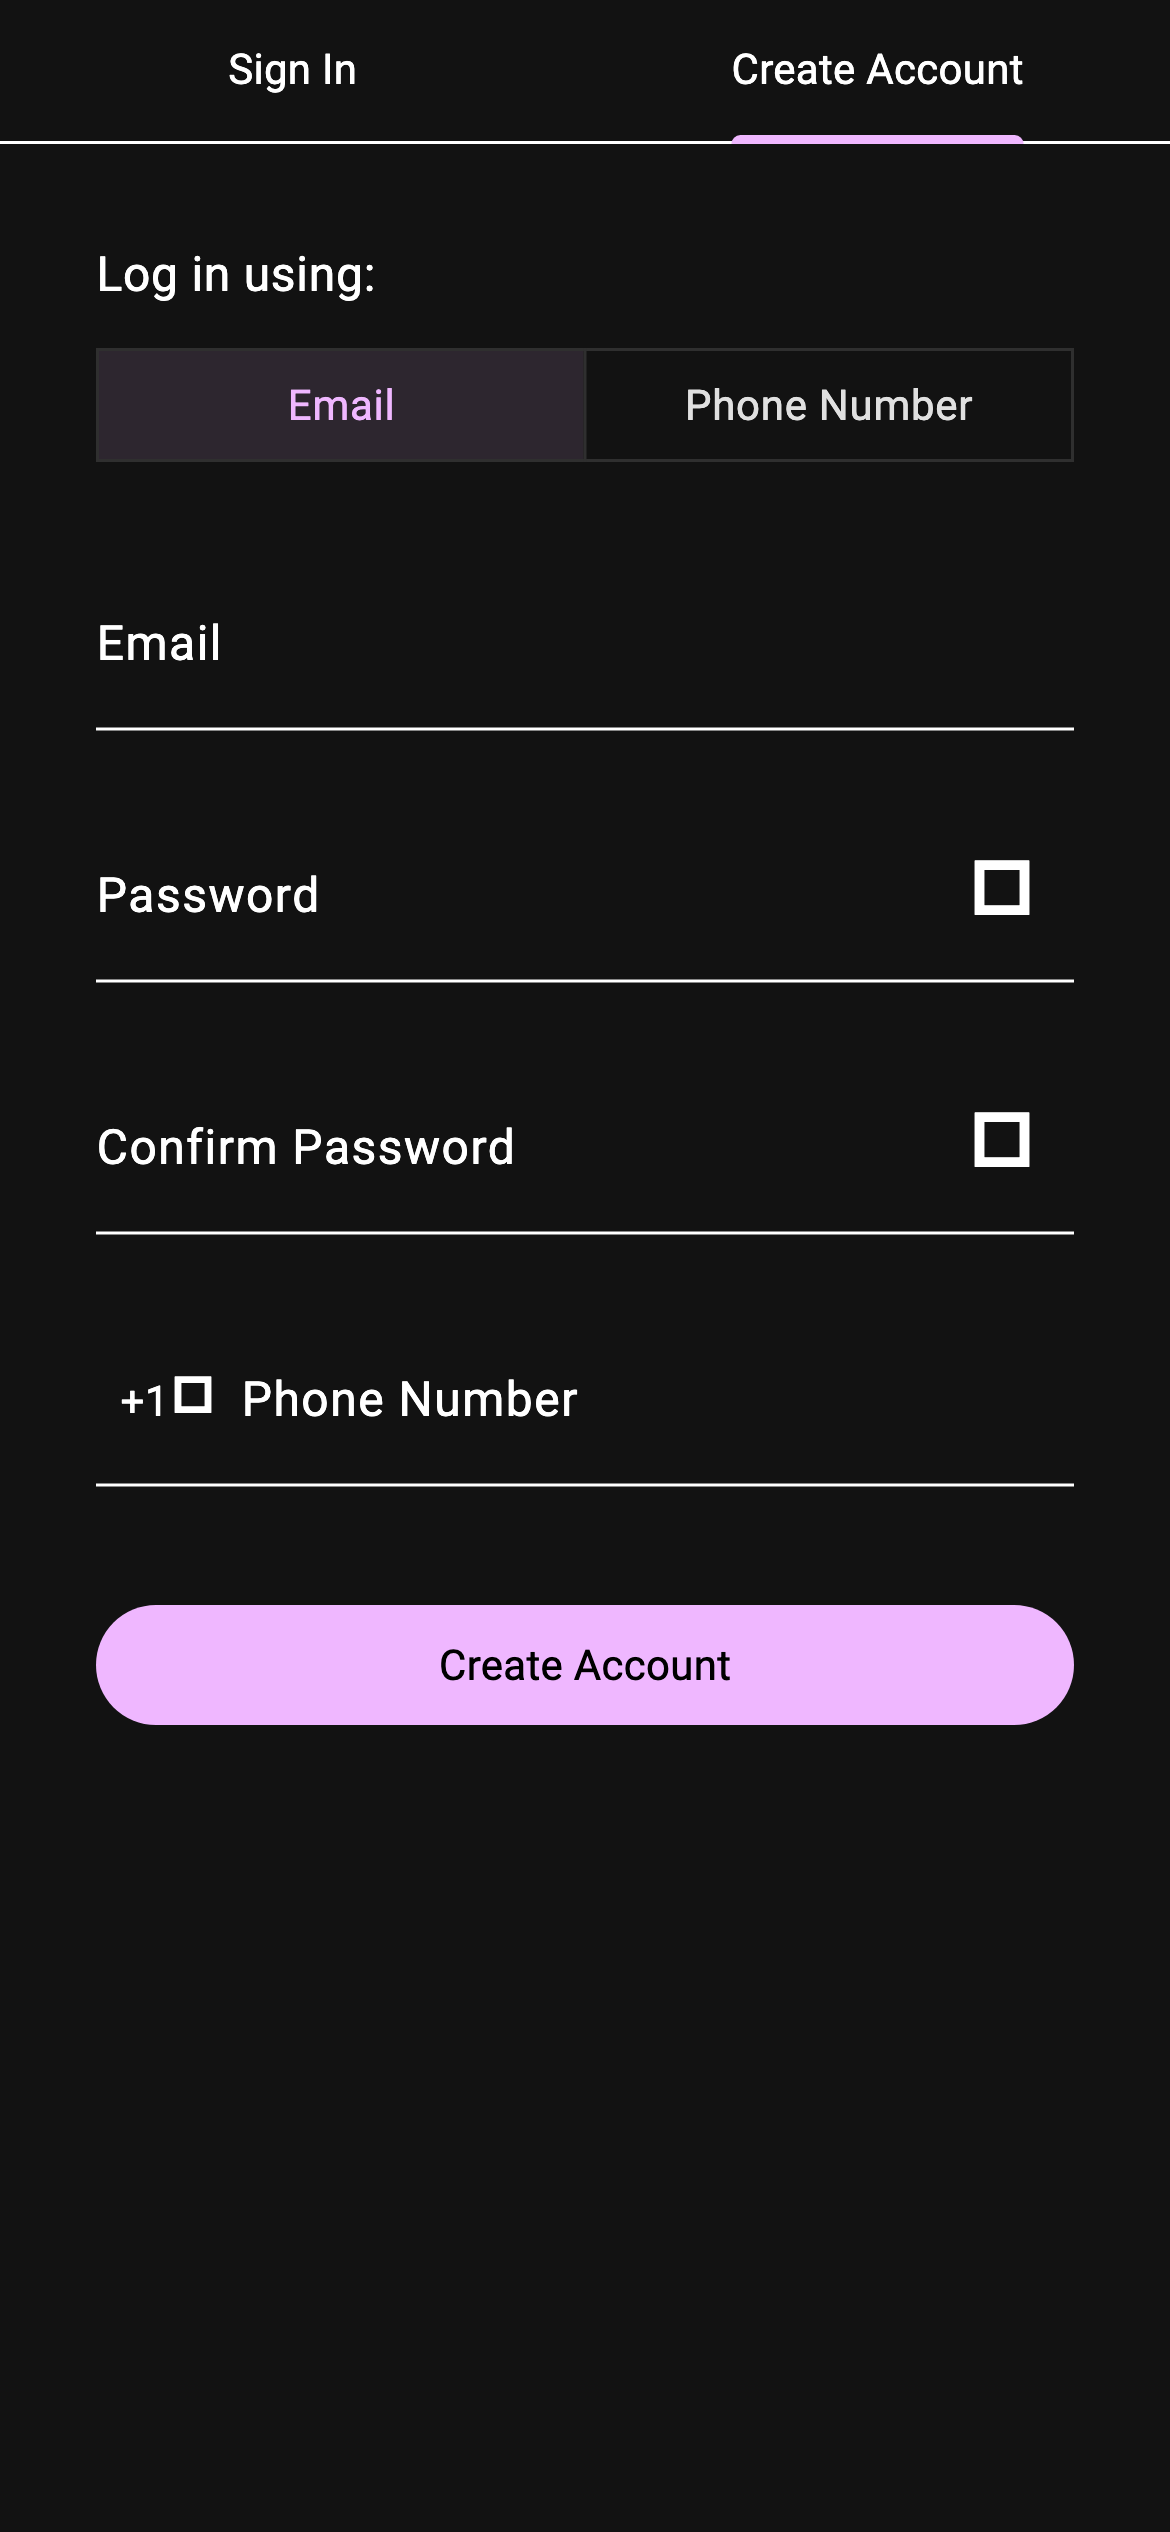 Sign In
Create Account
Log in using:
Email
Phone Number
Email
Password
Confirm Password
+1 Phone Number
Create Account